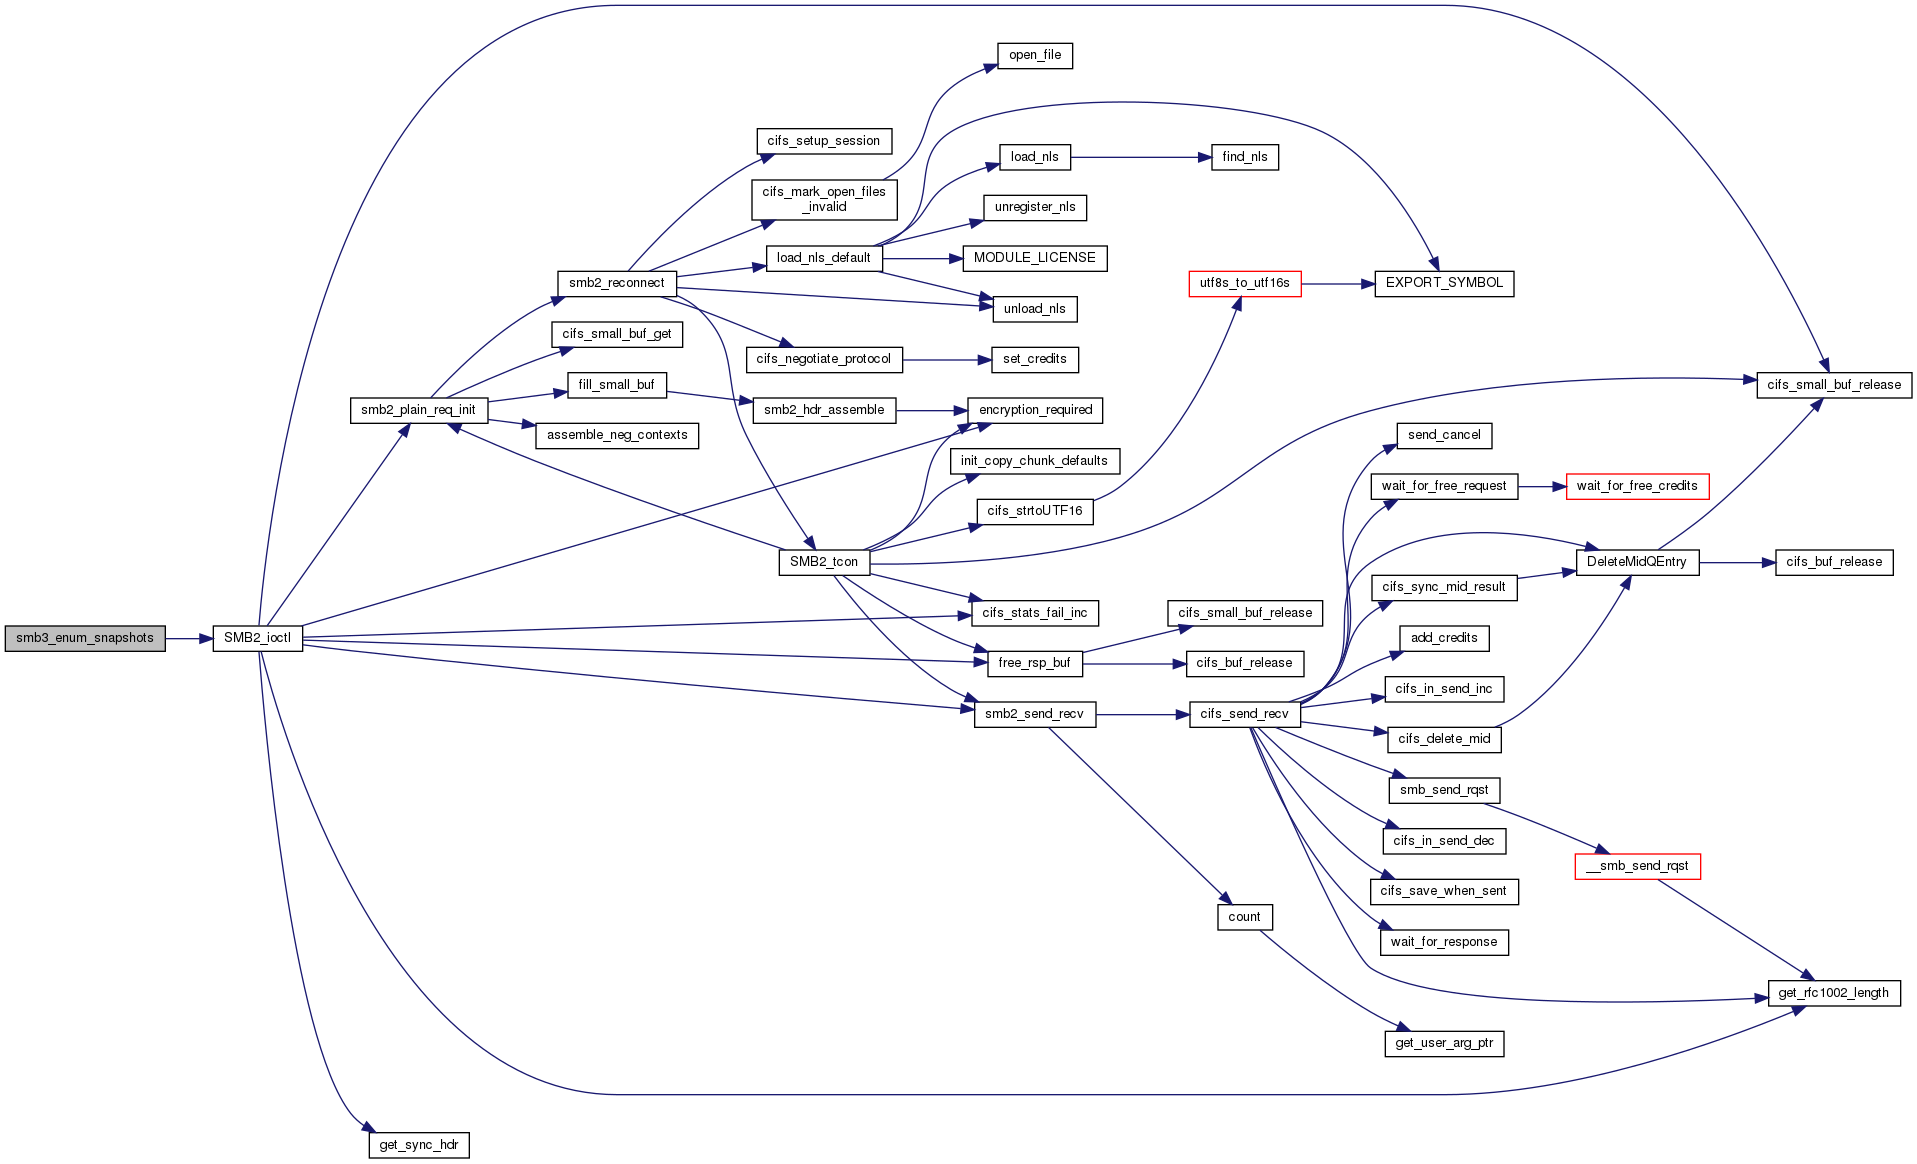 open_file
cifs_setup_session
load_nls
find_nls
cifs_mark_open_files
_invalid
unregister_nls
load_nls_default
MODULE_LICENSE
smb2_reconnect
utf8s_to_utf16s
EXPORT_SYMBOL
unload_nls
cifs_small_buf_get
cifs_negotiate_protocol
set_credits
fill_small_buf
cifs_small_buf_release
smb2_plain_req_init
smb2_hdr_assemble
encryption_required
assemble_neg_contexts
send_cancel
init_copy_chunk_defaults
wait_for_free_request
wait_for_free_credits
cifs_strtoUTF16
SMB2_tcon
DeleteMidQEntry
cifs_buf_release
cifs_sync_mid_result
cifs_stats_fail_inc
cifs_small_buf_release
smb3_enum_snapshots
SMB2_ioctl
add_credits
free_rsp_buf
cifs_buf_release
cifs_in_send_inc
smb2_send_recv
cifs_send_recv
cifs_delete_mid
smb_send_rqst
cifs_in_send_dec
__smb_send_rqst
cifs_save_when_sent
count
wait_for_response
get_rfc1002_length
get_user_arg_ptr
get_sync_hdr